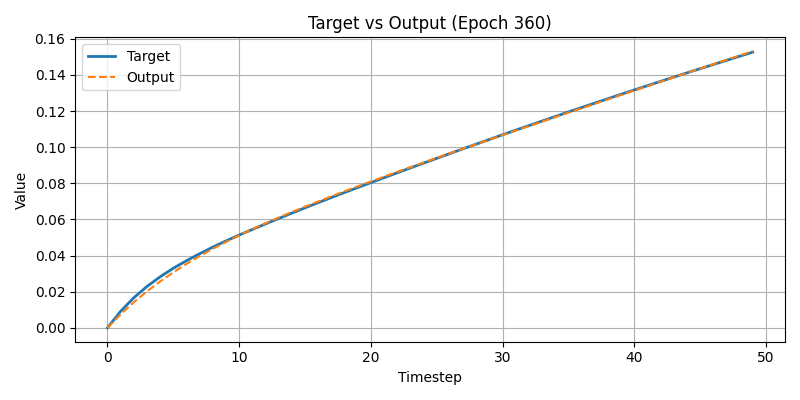 Target vs Output (Epoch 360)
0.16
0.14
0.12
0.10
0.08
0.06
0.04
0.02
0.00
Value
Target
Output
0 10 20 30 40 50
Timestep